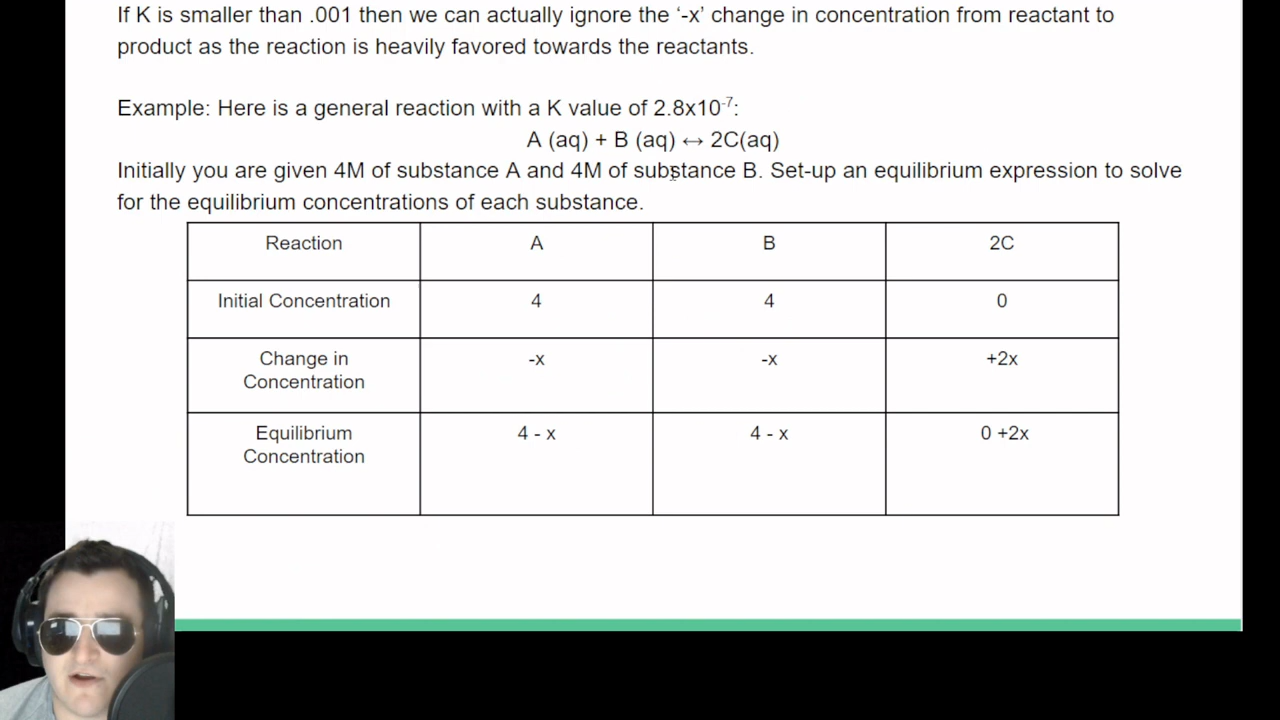 If K is smaller than .001 then we can actually ignore the ‘-x’ change in concentration from reactant to
product as the reaction is heavily favored towards the reactants.
Example: Here is a general reaction with a K value of 2.8x10⁻⁷:
A (aq) + B (aq) ↔ 2C(aq)
Initially you are given 4M of substance A and 4M of substance B. Set-up an equilibrium expression to solve
for the equilibrium concentrations of each substance.
Reaction A B 2C
Initial Concentration 4 4 0
Change in
Concentration -x -x +2x
Equilibrium
Concentration 4 - x 4 - x 0 +2x